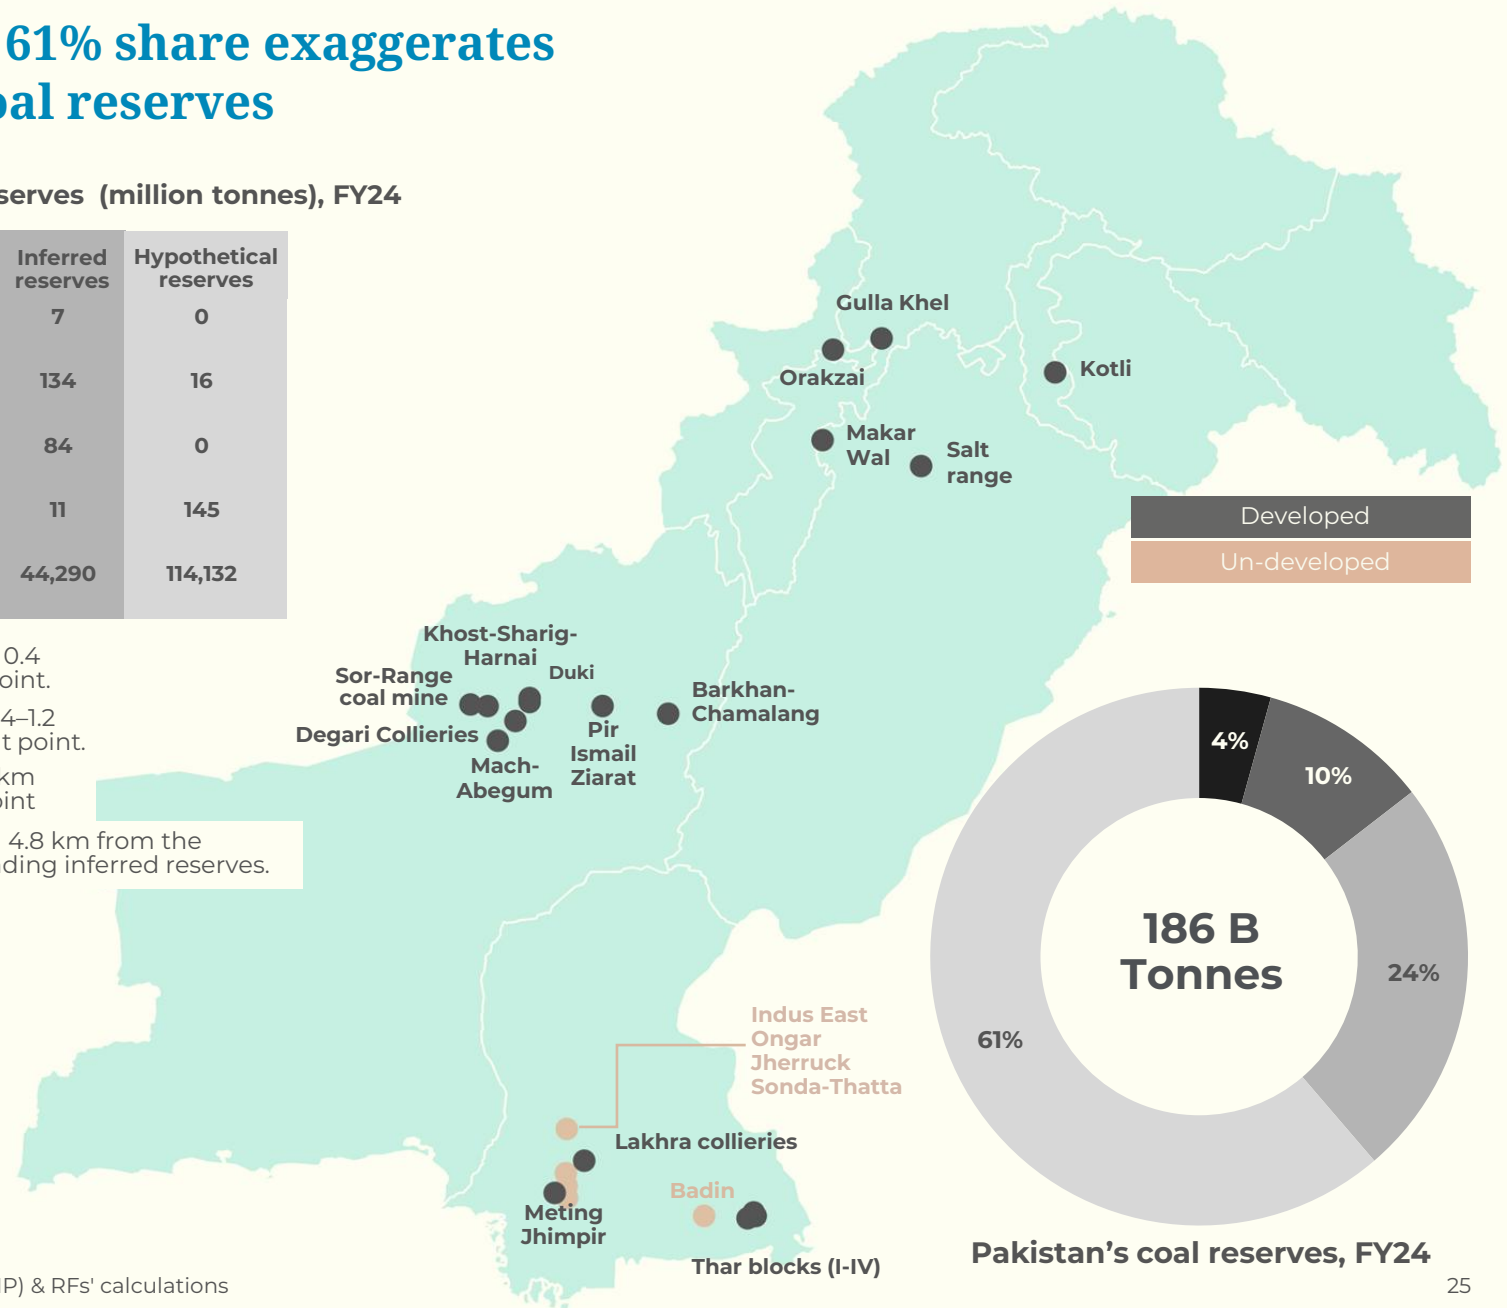 61% share exaggerates
oal reserves
serves (million tonnes), FY24
Inferred reserves Hypothetical reserves
7 0
134 16
84 0
11 145
44,290 114,132
0.4
oint.
4–1.2
t point.
km
oint
4.8 km from the
ding inferred reserves.
Gulla Khel
Orakzai
Kotli
Makar
Wal
Salt
range
Developed
Un-developed
Khost-Sharig-
Harnai
Duki
Sor-Range
coal mine
Degari Collieries
Mach-
Abegum
Pir
Ismail
Ziarat
Barkhan-
Chamalang
4%
10%
24%
61%
186 B
Tonnes
Indus East
Ongar
Jherruck
Sonda-Thatta
Lakhra collieries
Badin
Meting
Jhimpir
Thar blocks (I-IV)
Pakistan’s coal reserves, FY24
IP) & RFs' calculations
25